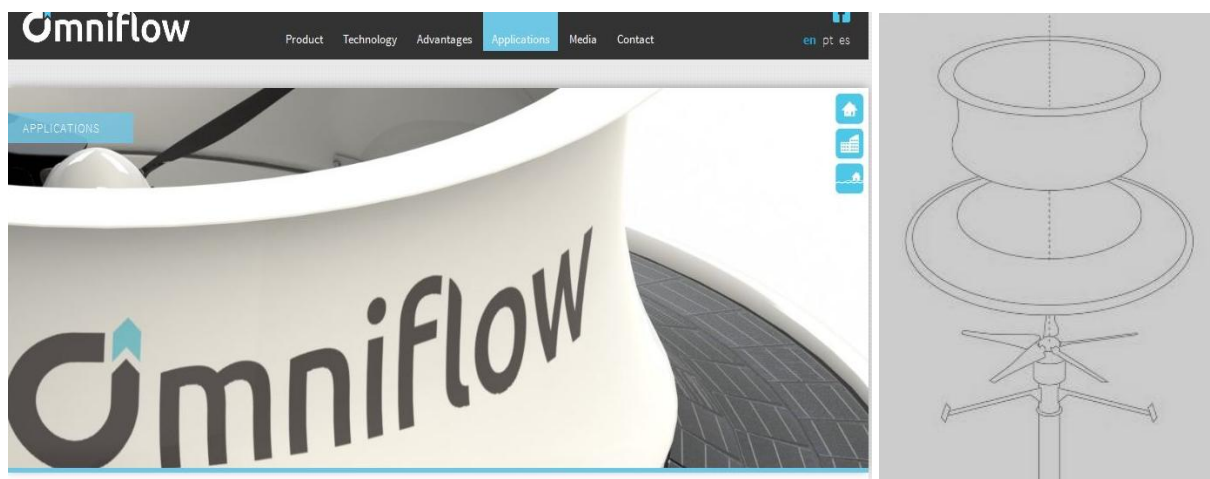 Omniflow
Product Technology Advantages Applications Media Contact
en pt es
APPLICATIONS
Omniflow